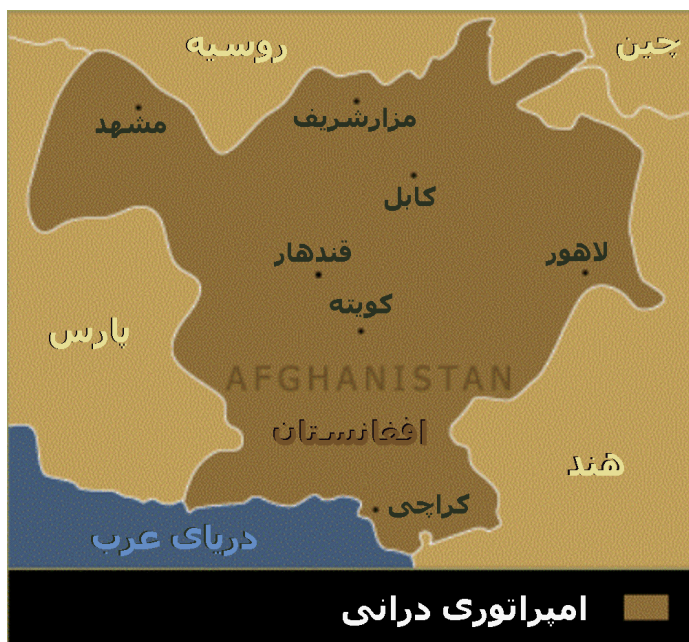 روسیه
چین
مشهد
مزارشریف
کابل
قندهار
لاهور
کویته
پارس
AFGHANISTAN
افغانستان
هند
کراچی
دریای عرب
امپراتوری درانی